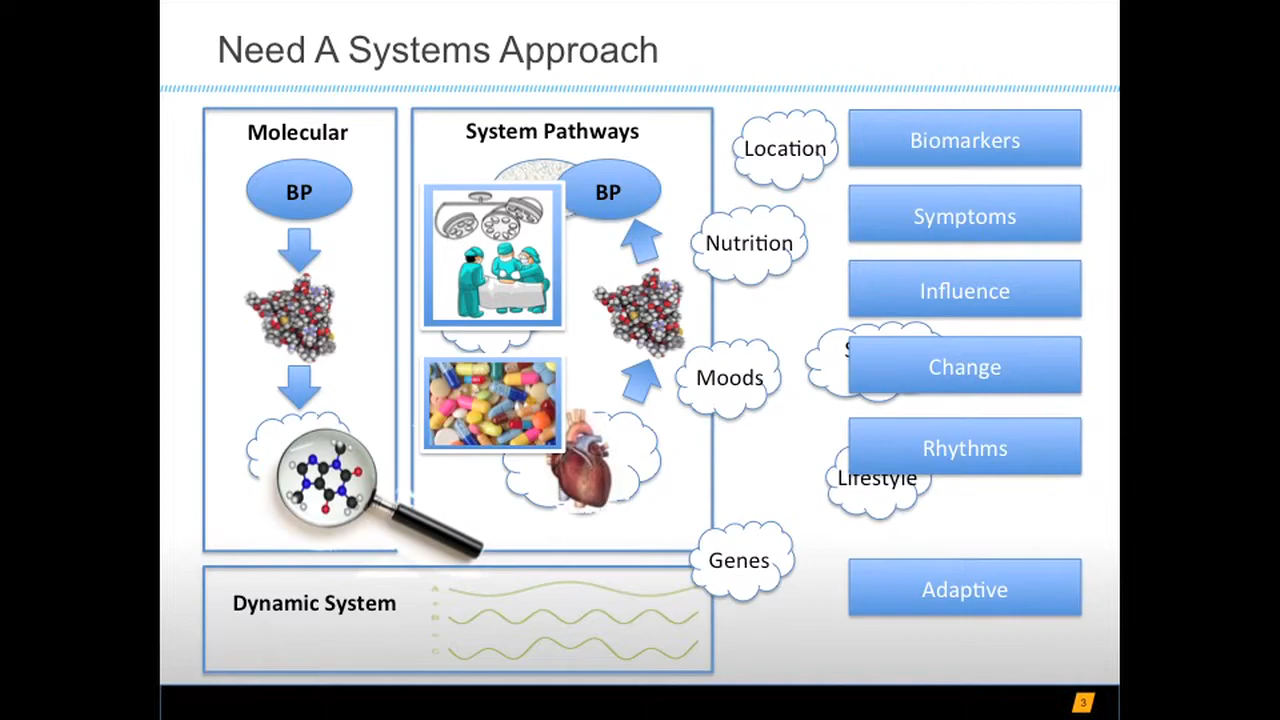 Need A Systems Approach
Molecular
System Pathways
BP
BP
Location
Nutrition
Moods
Lifestyle
Genes
Biomarkers
Symptoms
Influence
Change
Rhythms
Adaptive
Dynamic System
3